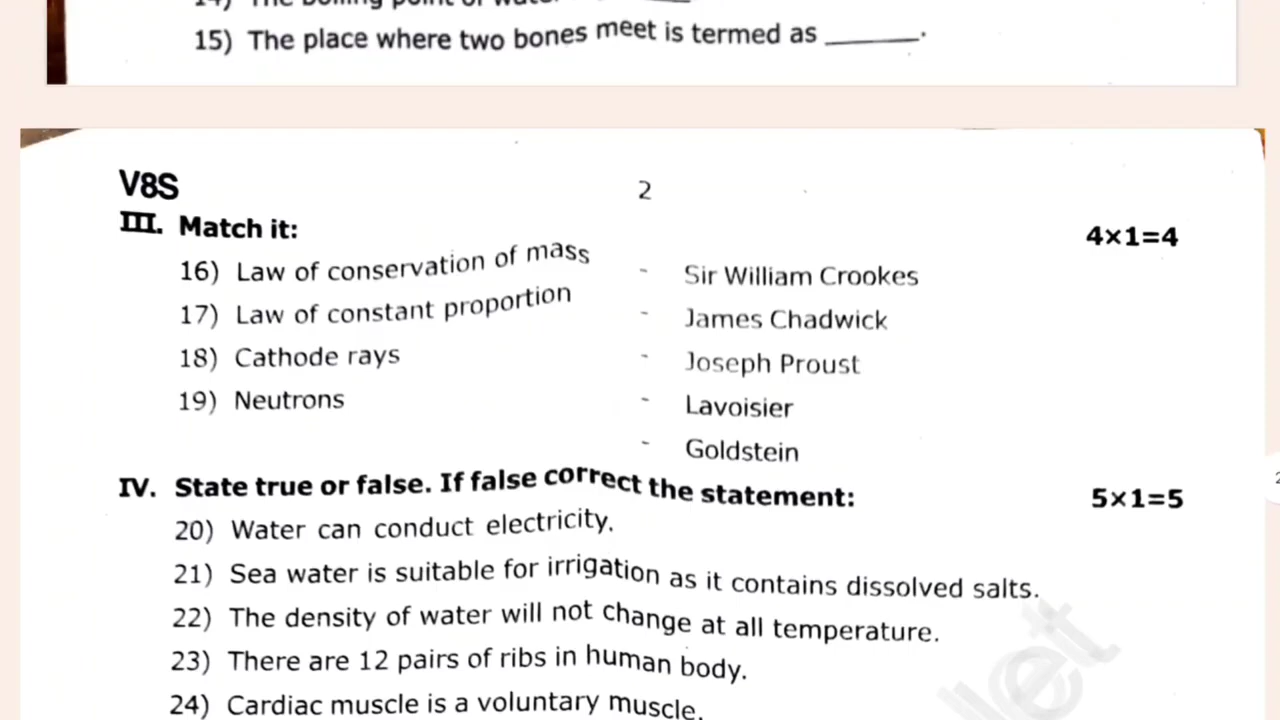 15) The place where two bones meet is termed as ______.
V8S
2
III. Match it: 4×1=4
16) Law of conservation of mass - Sir William Crookes
17) Law of constant proportion - James Chadwick
18) Cathode rays - Joseph Proust
19) Neutrons - Lavoisier
- Goldstein
IV. State true or false. If false correct the statement: 5×1=5
20) Water can conduct electricity.
21) Sea water is suitable for irrigation as it contains dissolved salts.
22) The density of water will not change at all temperature.
23) There are 12 pairs of ribs in human body.
24) Cardiac muscle is a voluntary muscle.